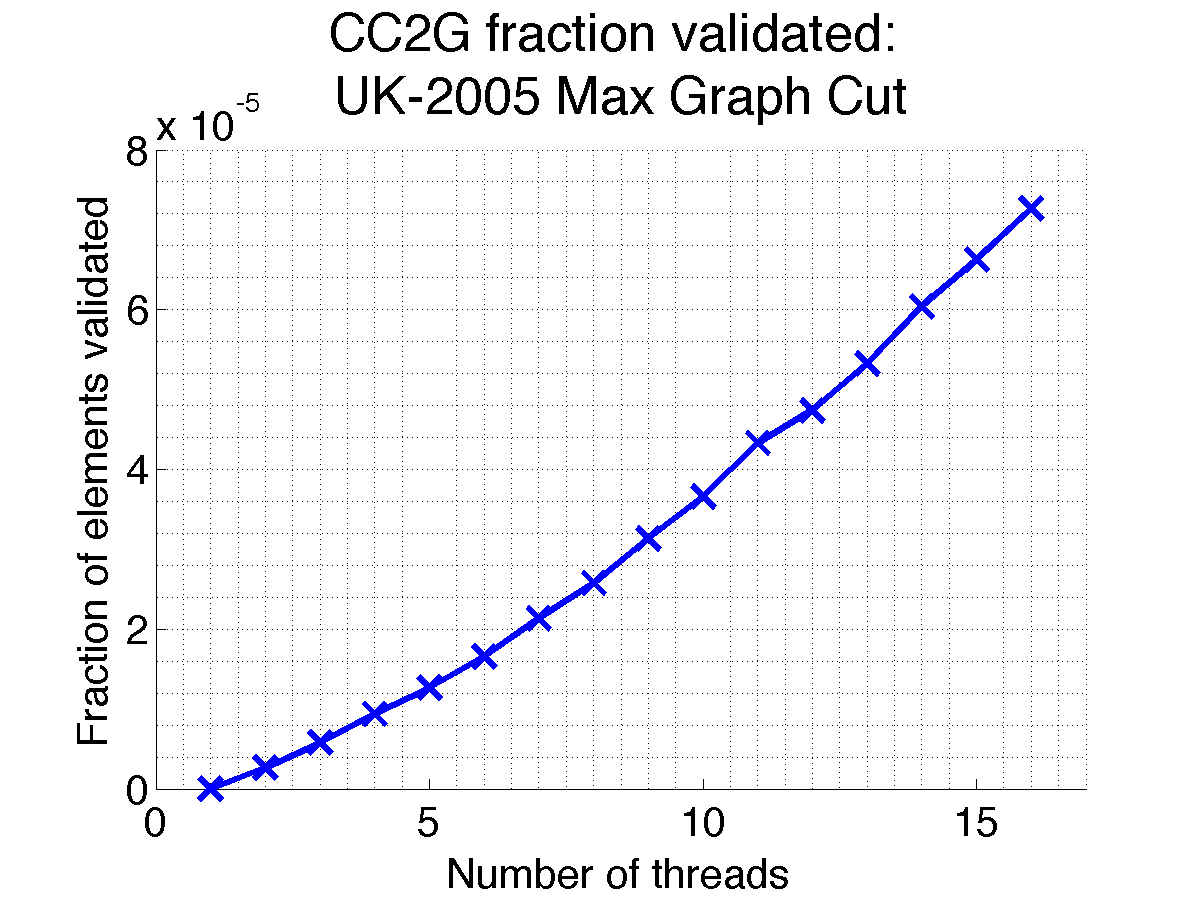 CC2G fraction validated:
UK-2005 Max Graph Cut
x 10-5
8
6
4
2
0
Fraction of elements validated
0 5 10 15
Number of threads